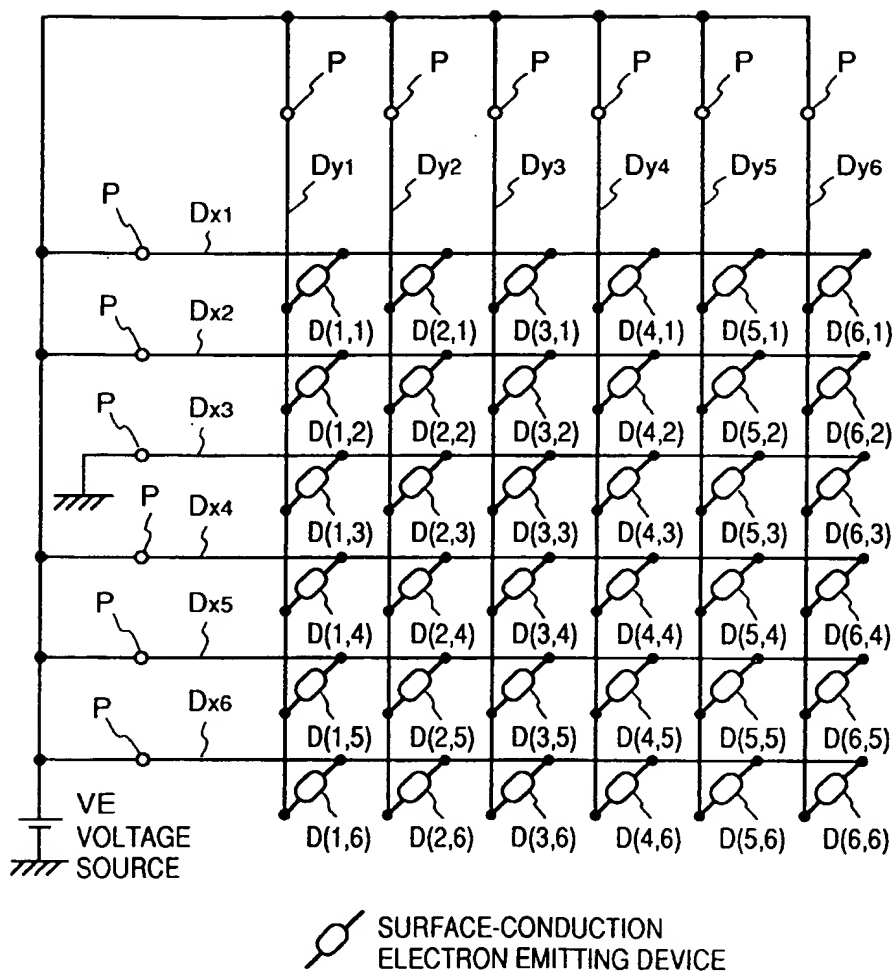 P P P P P P
Dy1 Dy2 Dy3 Dy4 Dy5 Dy6
P Dx1
D(1,1) D(2,1) D(3,1) D(4,1) D(5,1) D(6,1)
P Dx2
D(1,2) D(2,2) D(3,2) D(4,2) D(5,2) D(6,2)
P Dx3
D(1,3) D(2,3) D(3,3) D(4,3) D(5,3) D(6,3)
P Dx4
D(1,4) D(2,4) D(3,4) D(4,4) D(5,4) D(6,4)
P Dx5
D(1,5) D(2,5) D(3,5) D(4,5) D(5,5) D(6,5)
P Dx6
D(1,6) D(2,6) D(3,6) D(4,6) D(5,6) D(6,6)
VE
VOLTAGE
SOURCE
SURFACE-CONDUCTION
ELECTRON EMITTING DEVICE